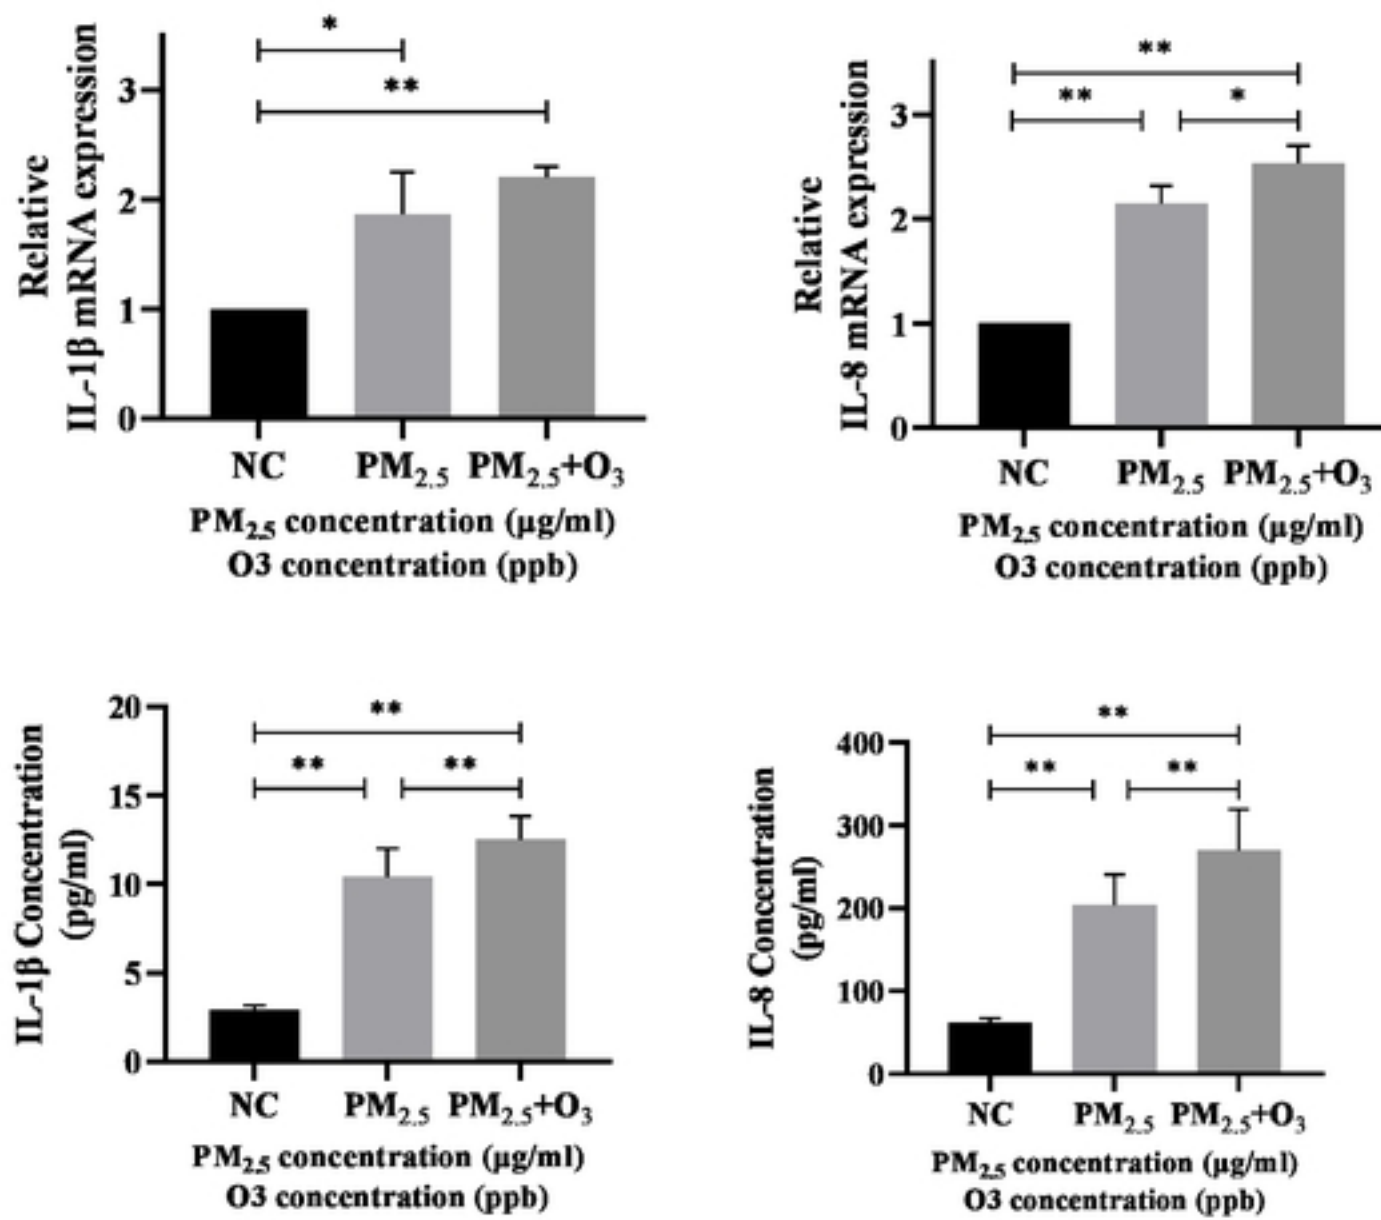 *
**
3
2
1
0
Relative
IL-1β mRNA expression
NC PM2.5 PM2.5+O3
PM2.5 concentration (µg/ml)
O3 concentration (ppb)
**
** *
3
2
1
0
Relative
IL-8 mRNA expression
NC PM2.5 PM2.5+O3
PM2.5 concentration (µg/ml)
O3 concentration (ppb)
**
** **
20
15
10
5
0
IL-1β Concentration
(pg/ml)
NC PM2.5 PM2.5+O3
PM2.5 concentration (µg/ml)
O3 concentration (ppb)
**
** **
400
300
200
100
0
IL-8 Concentration
(pg/ml)
NC PM2.5 PM2.5+O3
PM2.5 concentration (µg/ml)
O3 concentration (ppb)